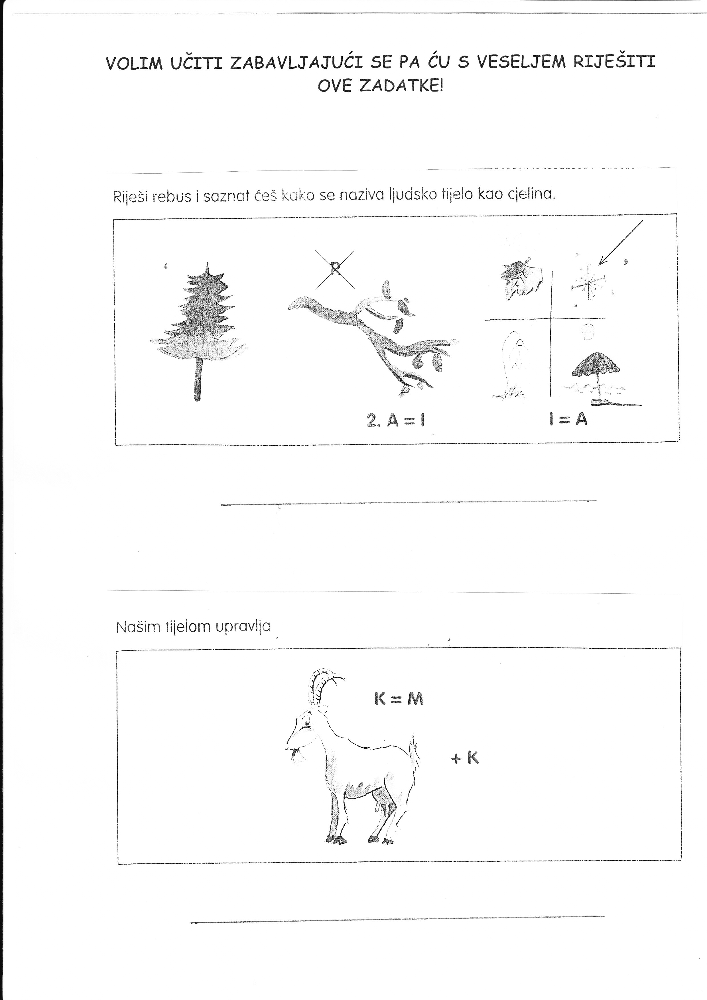 VOLIM UČITI ZABAVLJAJUĆI SE PA ĆU S VESELJEM RIJEŠITI
OVE ZADATKE!
Riješi rebus i saznat ćeš kako se naziva ljudsko tijelo kao cjelina.
‘ R ,
2. A = I I = A
Našim tijelom upravlja
K = M
+ K